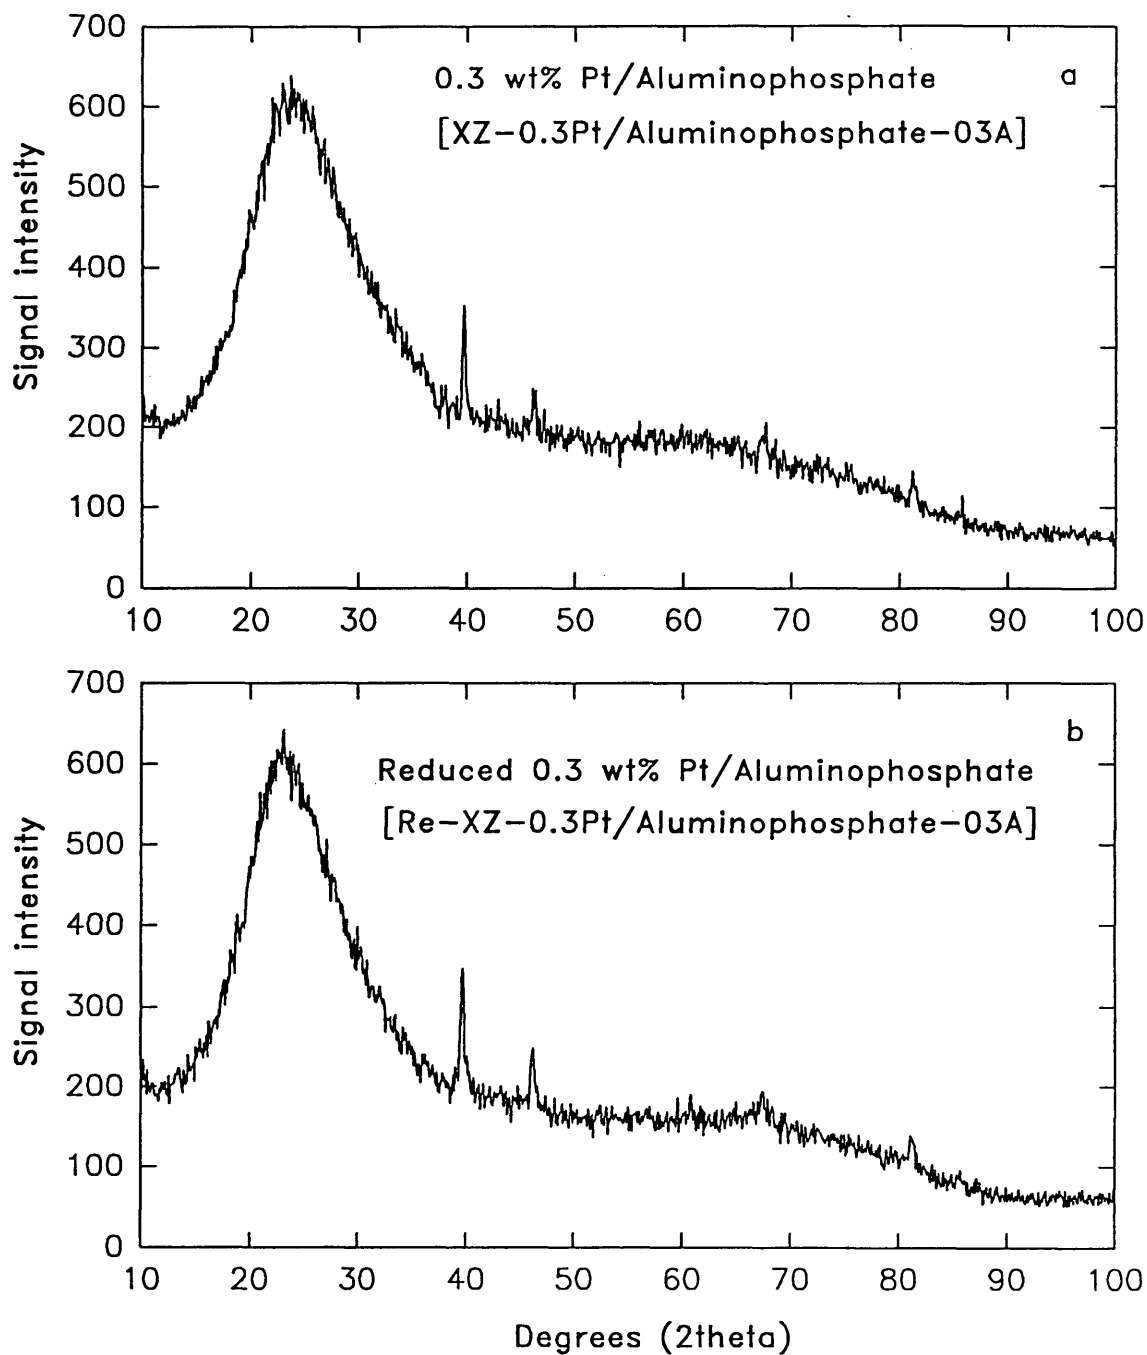 700
600
500
400
300
200
100
0
Signal intensity
0.3 wt% Pt/Aluminophosphate
a
[XZ-0.3Pt/Aluminophosphate-03A]
10 20 30 40 50 60 70 80 90 100
700
600
500
400
300
200
100
0
Signal intensity
b
Reduced 0.3 wt% Pt/Aluminophosphate
[Re-XZ-0.3Pt/Aluminophosphate-03A]
10 20 30 40 50 60 70 80 90 100
Degrees (2theta)